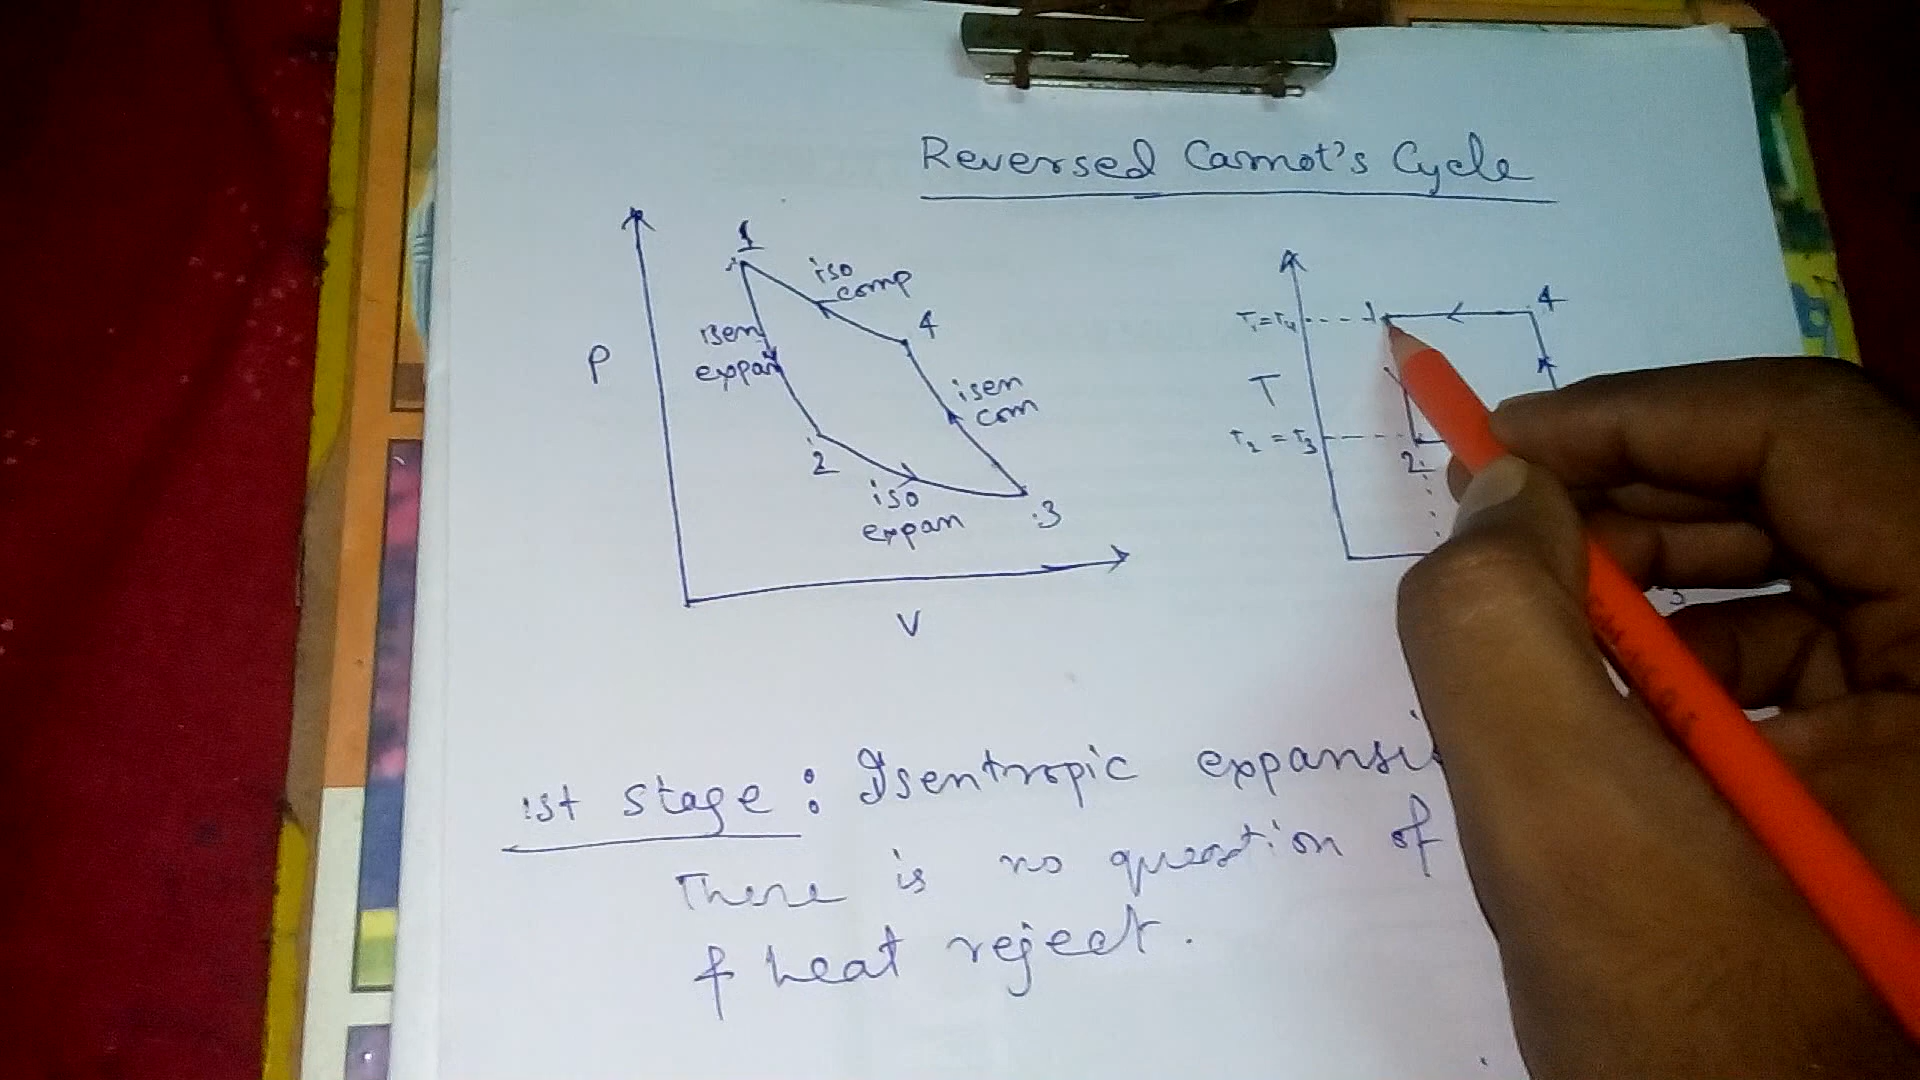 Reversed Carnot's Cycle
1
iso
comp
4
isen
expan
P
isen
com
2
iso
expan
3
V
T₁=T₄
1
4
T
T₂ = T₃
2
1st stage : Isentropic expansi
There is no question of
& heat reject.